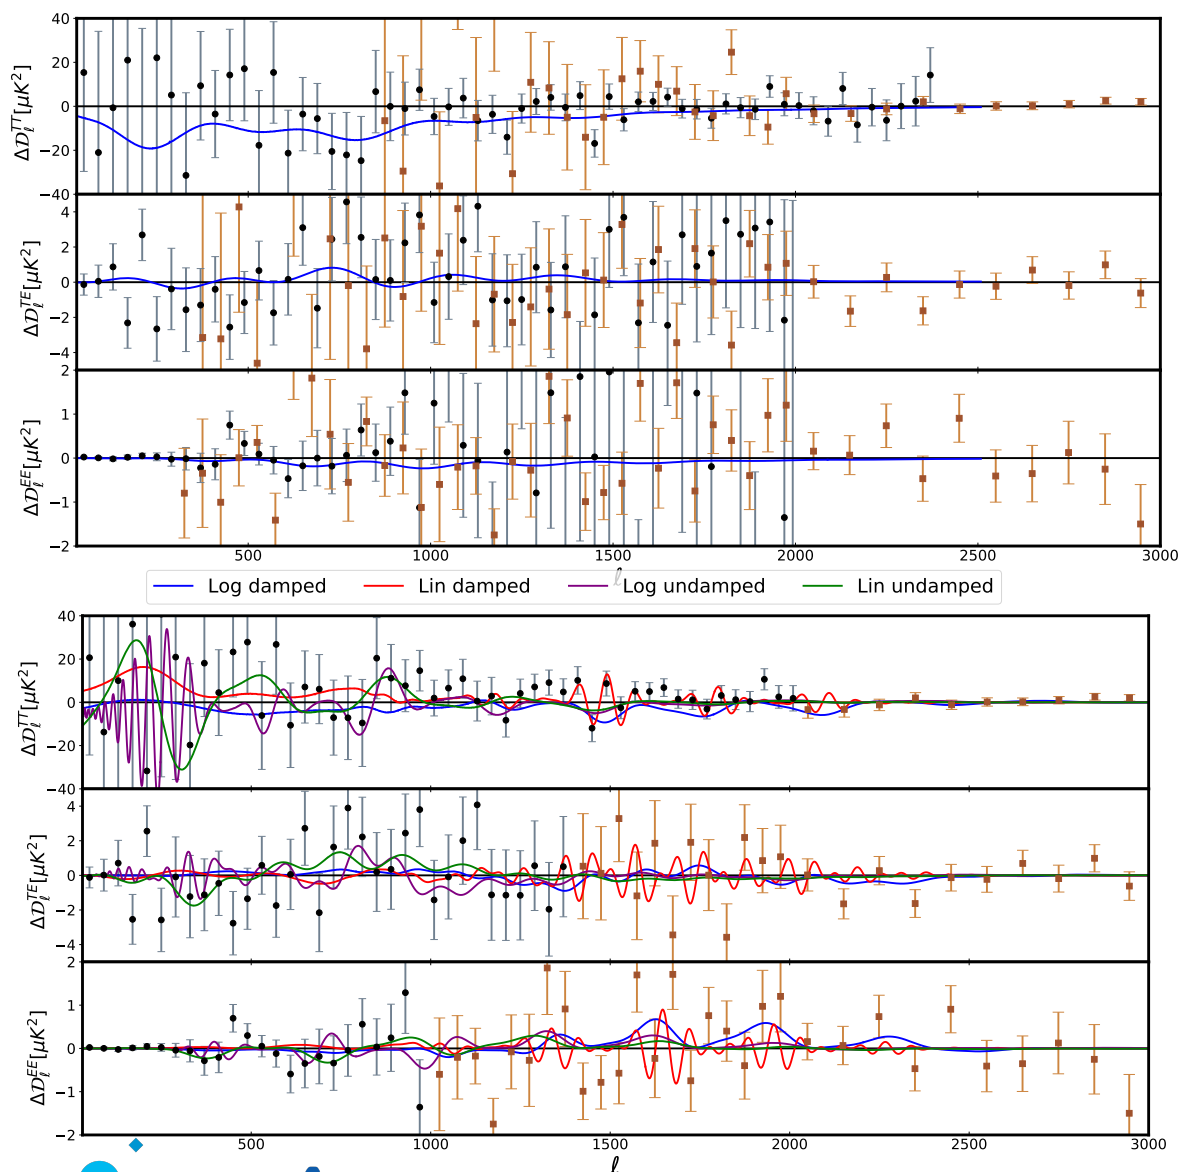 40
20
0
−20
−40
ΔD_ℓ^TT[μK²]
4
2
0
−2
−4
ΔD_ℓ^TE[μK²]
2
1
0
−1
−2
ΔD_ℓ^EE[μK²]
500 1000 1500 2000 2500 3000
ℓ
Log damped Lin damped Log undamped Lin undamped
40
20
0
−20
−40
ΔD_ℓ^TT[μK²]
4
2
0
−2
−4
ΔD_ℓ^TE[μK²]
2
1
0
−1
−2
ΔD_ℓ^EE[μK²]
500 1000 1500 2000 2500 3000
ℓ